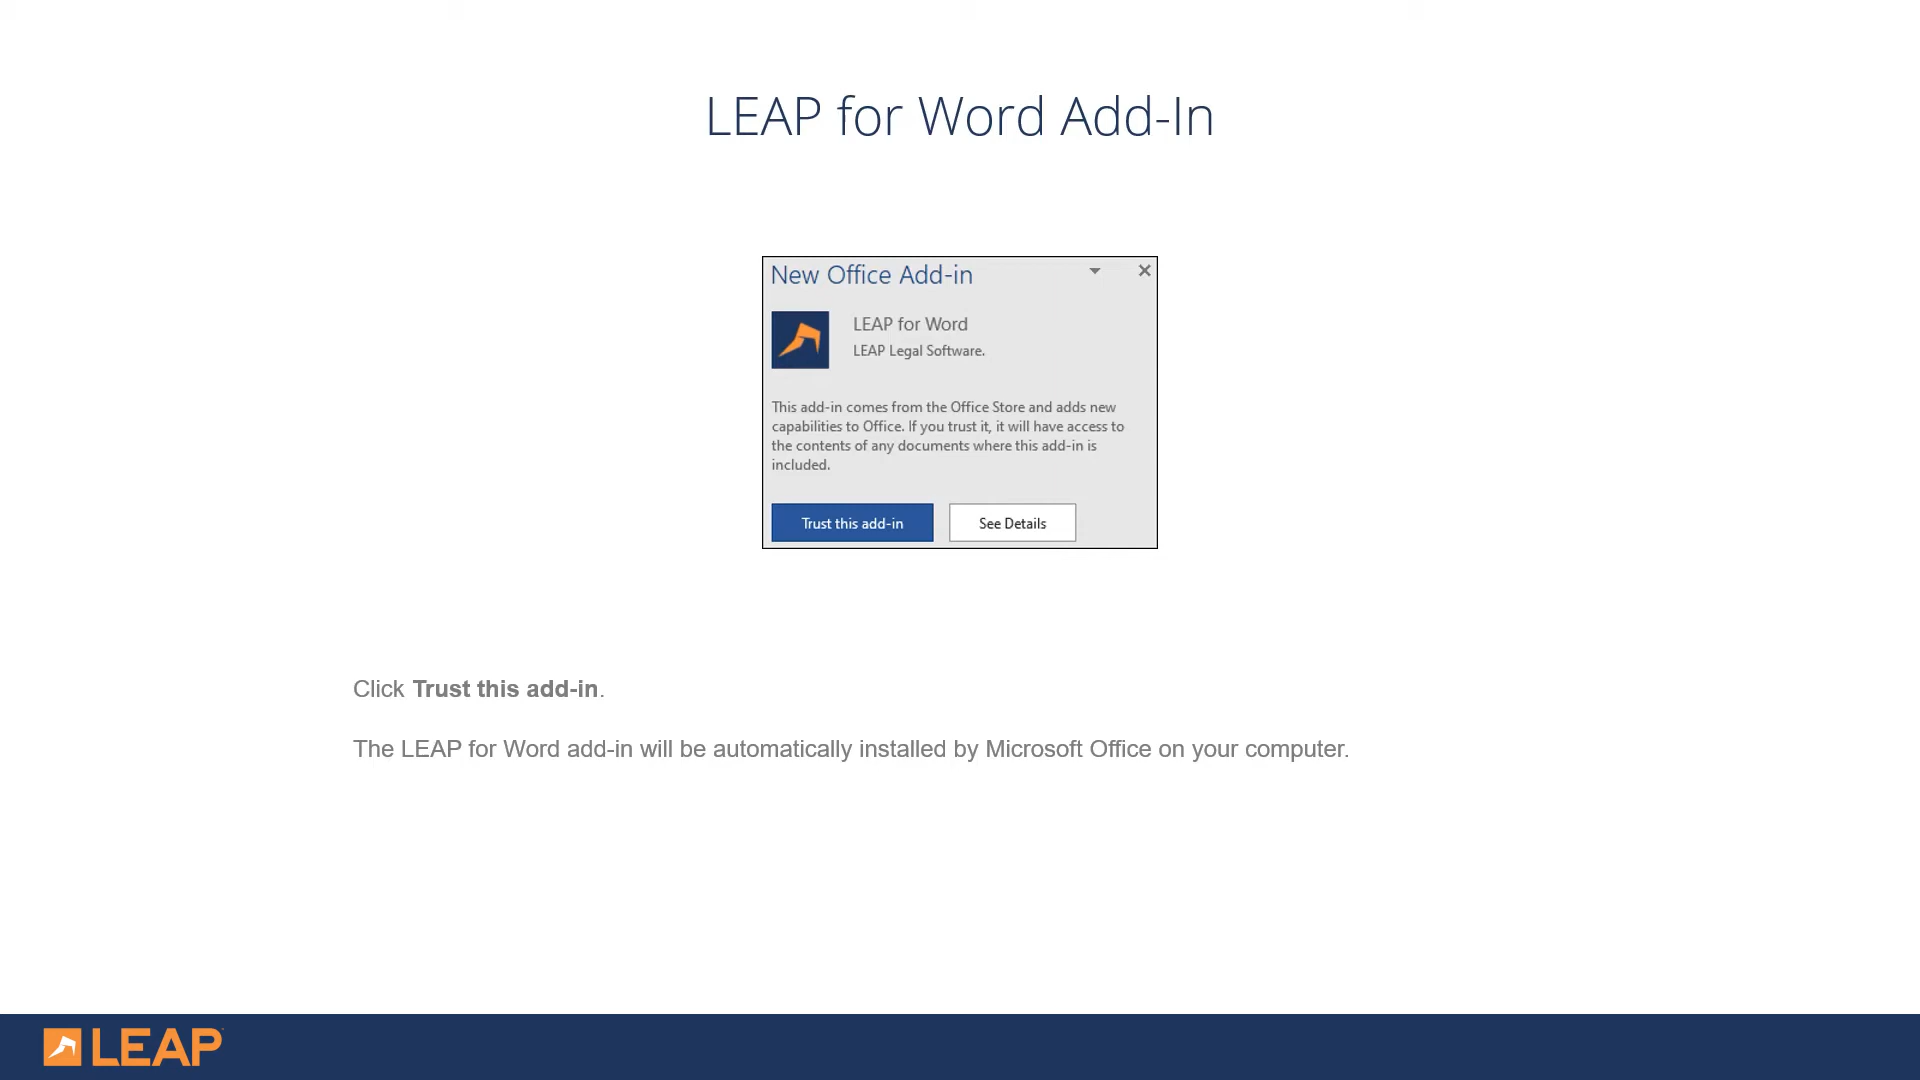 LEAP for Word Add-In
New Office Add-in
LEAP for Word
LEAP Legal Software.
This add-in comes from the Office Store and adds new
capabilities to Office. If you trust it, it will have access to
the contents of any documents where this add-in is
included.
Trust this add-in
See Details
Click Trust this add-in.
The LEAP for Word add-in will be automatically installed by Microsoft Office on your computer.
LEAP